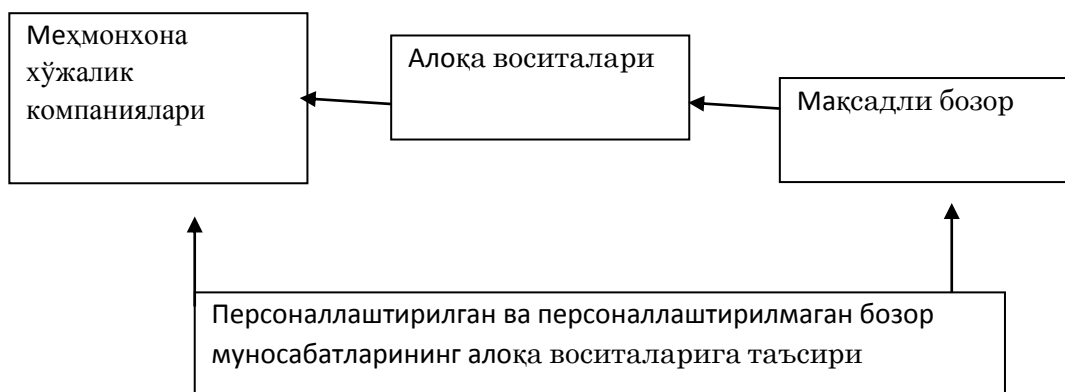 Меҳмонхона
хўжалик
компаниялари
Алоқа воситалари
Мақсадли бозор
Персоналлаштирилган ва персоналлаштирилмаган бозор
муносабатларининг алоқа воситаларига таъсири